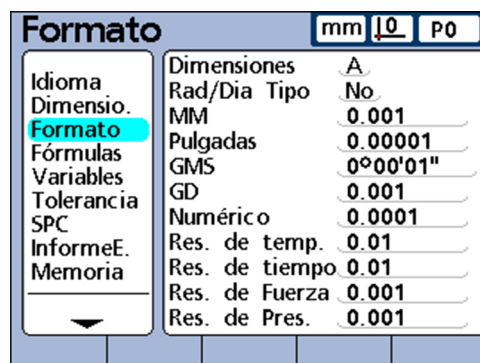 Formato mm 0 P0
Idioma
Dimensio.
Formato
Fórmulas
Variables
Tolerancia
SPC
InformeE.
Memoria
Dimensiones A
Rad/Dia Tipo No
MM 0.001
Pulgadas 0.00001
GMS 0°00'01"
GD 0.001
Numérico 0.0001
Res. de temp. 0.01
Res. de tiempo 0.01
Res. de Fuerza 0.001
Res. de Pres. 0.001